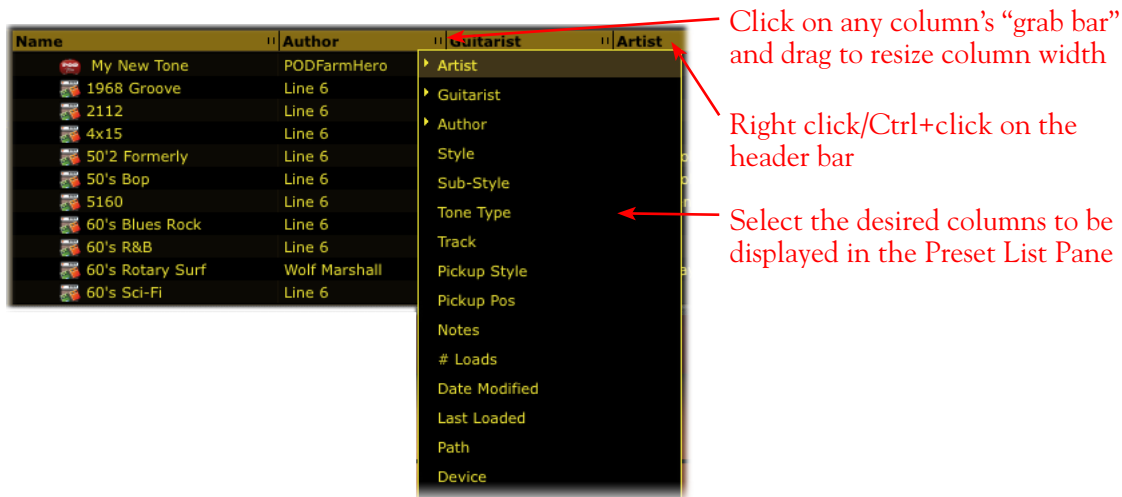 Click on any column's “grab bar”
and drag to resize column width
Name Author Guitarist Artist
My New Tone PODFarmHero
1968 Groove Line 6
2112 Line 6
4x15 Line 6
50'2 Formerly Line 6
50's Bop Line 6
5160 Line 6
60's Blues Rock Line 6
60's R&B Line 6
60's Rotary Surf Wolf Marshall
60's Sci-Fi Line 6
Artist
Guitarist
Author
Style
Sub-Style
Tone Type
Track
Pickup Style
Pickup Pos
Notes
# Loads
Date Modified
Last Loaded
Path
Device
Right click/Ctrl+click on the
header bar
Select the desired columns to be
displayed in the Preset List Pane